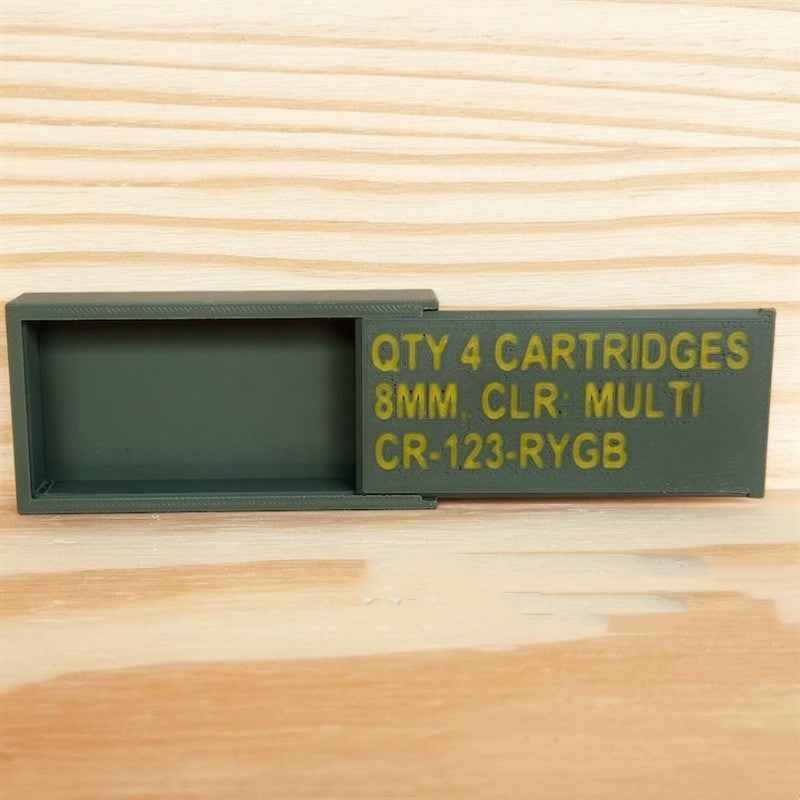 QTY 4 CARTRIDGES
8MM, CLR: MULTI
CR-123-RYGB